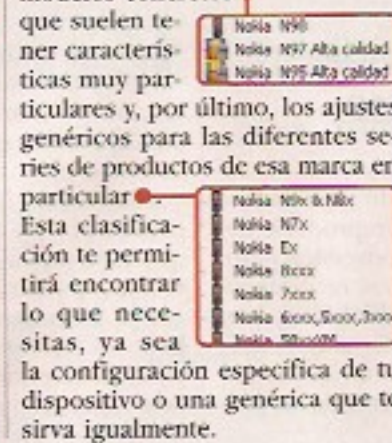 que suelen te-
ner caracterís-
ticas muy par-
Nokia N98
Nokia N97 Alta calidad
Nokia N95 Alta calidad
ticulares y, por último, los ajustes
genéricos para las diferentes se-
ries de productos de esa marca en
particular
Esta clasifica-
ción te permi-
tirá encontrar
lo que nece-
sitas, ya sea
Nokia N9x & N8x
Nokia N7x
Nokia Ex
Nokia 8xxx
Nokia 7xxx
Nokia 6xxx,5xxx,3xxx
la configuración específica de tu
dispositivo o una genérica que te
sirva igualmente.